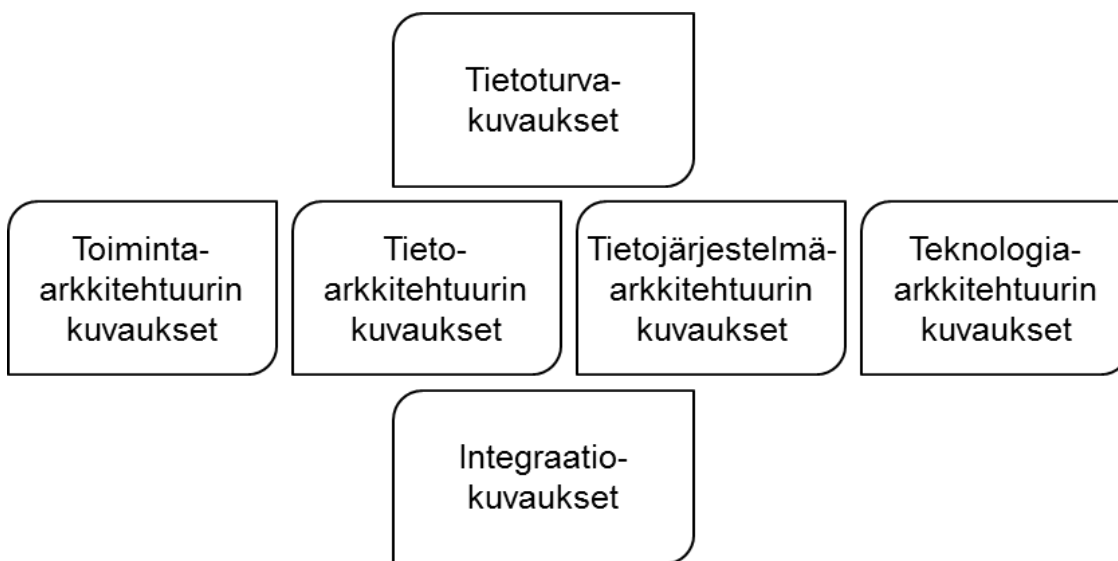 Tietoturva-
kuvaukset
Toiminta-
arkkitehtuurin
kuvaukset
Tieto-
arkkitehtuurin
kuvaukset
Tietojärjestelmä-
arkkitehtuurin
kuvaukset
Teknologia-
arkkitehtuurin
kuvaukset
Integraatio-
kuvaukset